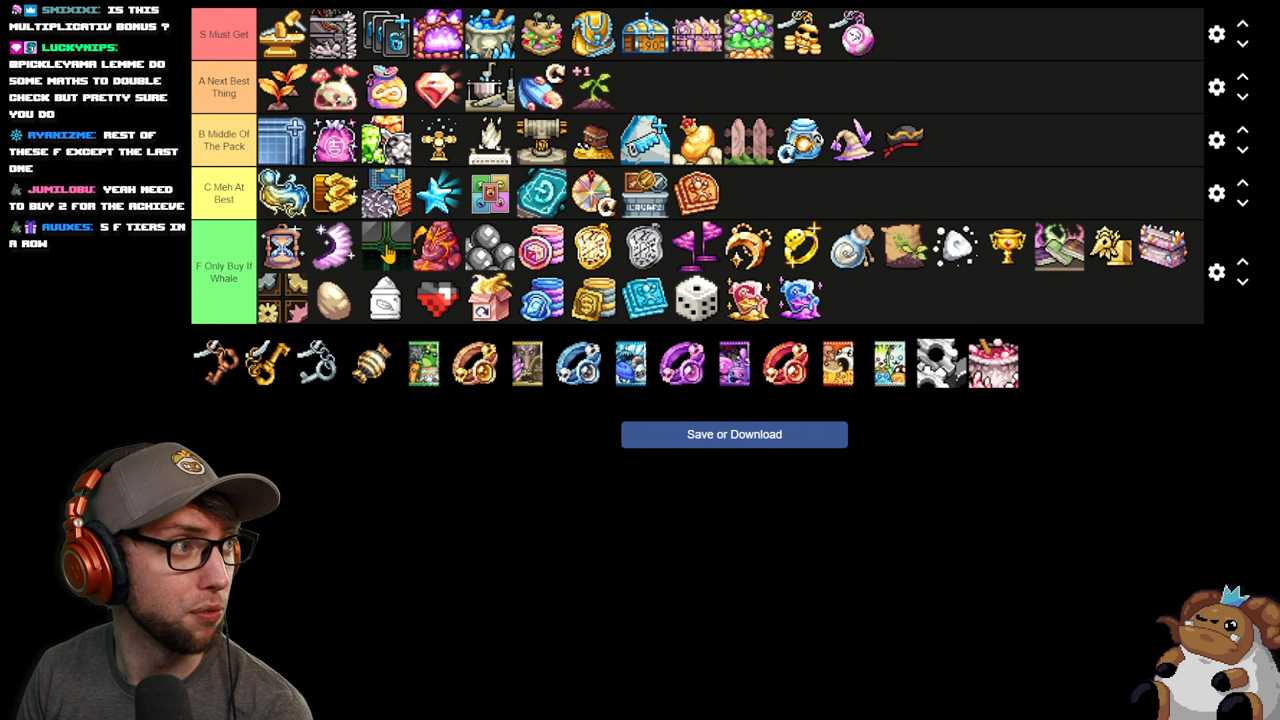 SMIXIXI: IS THIS
MULTIPLICATIV BONUS ?
LUCKYNIPS:
@PICKLEYAMA LEMME DO
SOME MATHS TO DOUBLE
CHECK BUT PRETTY SURE
YOU DO
RYANIZME: REST OF
THESE F EXCEPT THE LAST
ONE
JUMILOBU: YEAH NEED
TO BUY 2 FOR THE ACHIEVE
AUUXES: 5 F TIERS IN
A ROW
S Must Get
A Next Best
Thing
+1
B Middle Of
The Pack
C Meh At
Best
F Only Buy If
Whale
Save or Download